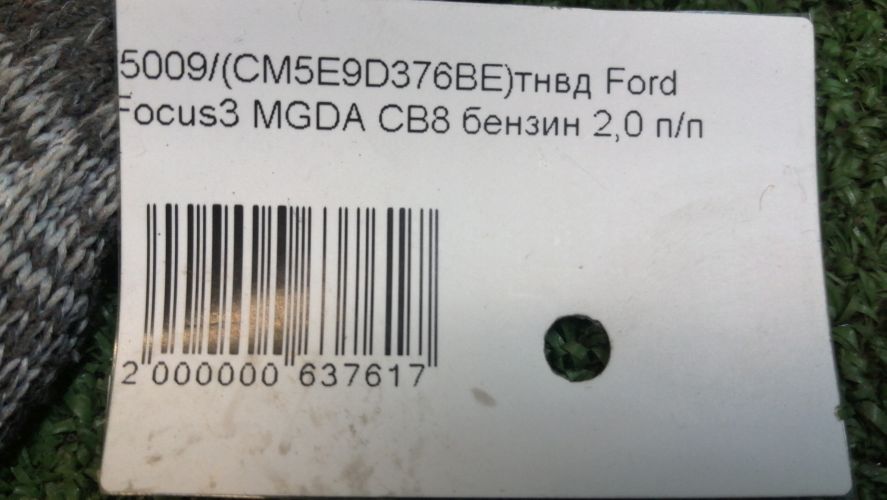 5009/(CM5E9D376BE)тнвд Ford
Focus3 MGDA CB8 бензин 2,0 п/п
2 000000 637617